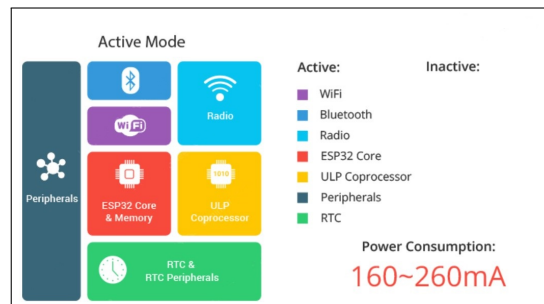 Active Mode
Active:
Inactive:
WiFi
Radio
WiFi
Bluetooth
Radio
ESP32 Core
ULP Coprocessor
Peripherals
RTC
Peripherals
1010
ESP32 Core
& Memory
ULP
Coprocessor
RTC &
RTC Peripherals
Power Consumption:
160~260mA